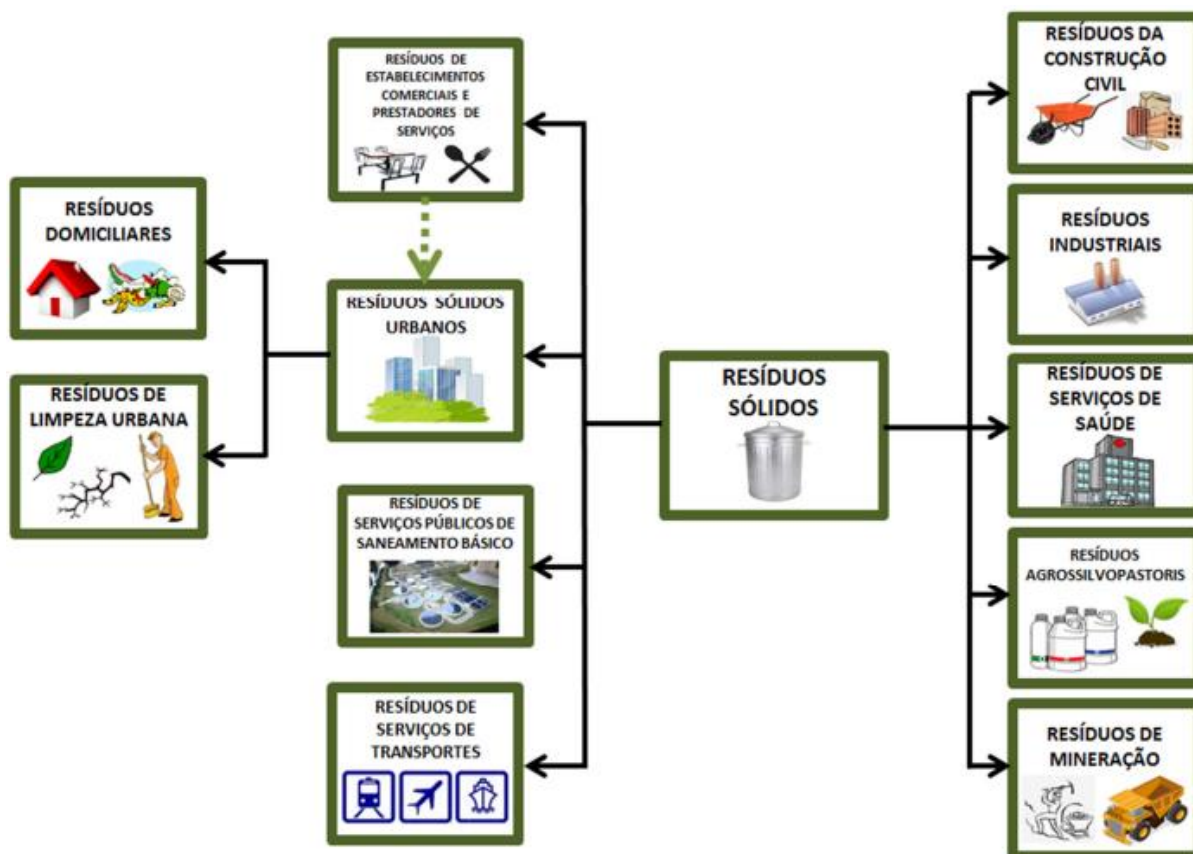 RESÍDUOS DE
ESTABELECIMENTOS
COMERCIAIS E
PRESTADORES DE
SERVIÇOS
RESÍDUOS
DOMICILIARES
RESÍDUOS DE
LIMPEZA URBANA
RESÍDUOS SÓLIDOS
URBANOS
RESÍDUOS DE
SERVIÇOS PÚBLICOS DE
SANEAMENTO BÁSICO
RESÍDUOS DE
SERVIÇOS DE
TRANSPORTES
RESÍDUOS
SÓLIDOS
RESÍDUOS DA
CONSTRUÇÃO
CIVIL
RESÍDUOS
INDUSTRIAIS
RESÍDUOS DE
SERVIÇOS DE
SAÚDE
RESÍDUOS
AGROSSILVOPASTORIS
RESÍDUOS DE
MINERAÇÃO